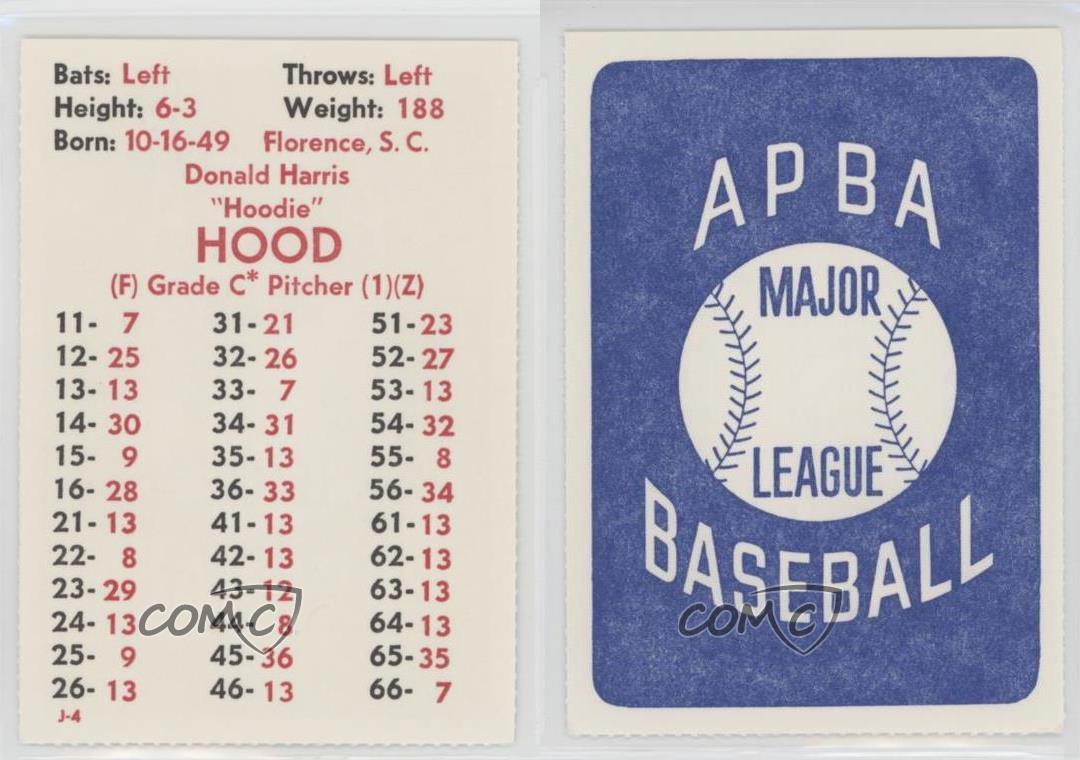 Bats: Left Throws: Left
Height: 6-3 Weight: 188
Born: 10-16-49 Florence, S. C.
Donald Harris
"Hoodie"
HOOD
(F) Grade C* Pitcher (1)(Z)
11- 7 31- 21 51- 23
12- 25 32- 26 52- 27
13- 13 33- 7 53- 13
14- 30 34- 31 54- 32
15- 9 35- 13 55- 8
16- 28 36- 33 56- 34
21- 13 41- 13 61- 13
22- 8 42- 13 62- 13
23- 29 43- 12 63- 13
24- 13 44- 8 64- 13
25- 9 45- 36 65- 35
26- 13 46- 13 66- 7
J-4
COMC
APBA
MAJOR
LEAGUE
BASEBALL
COMC